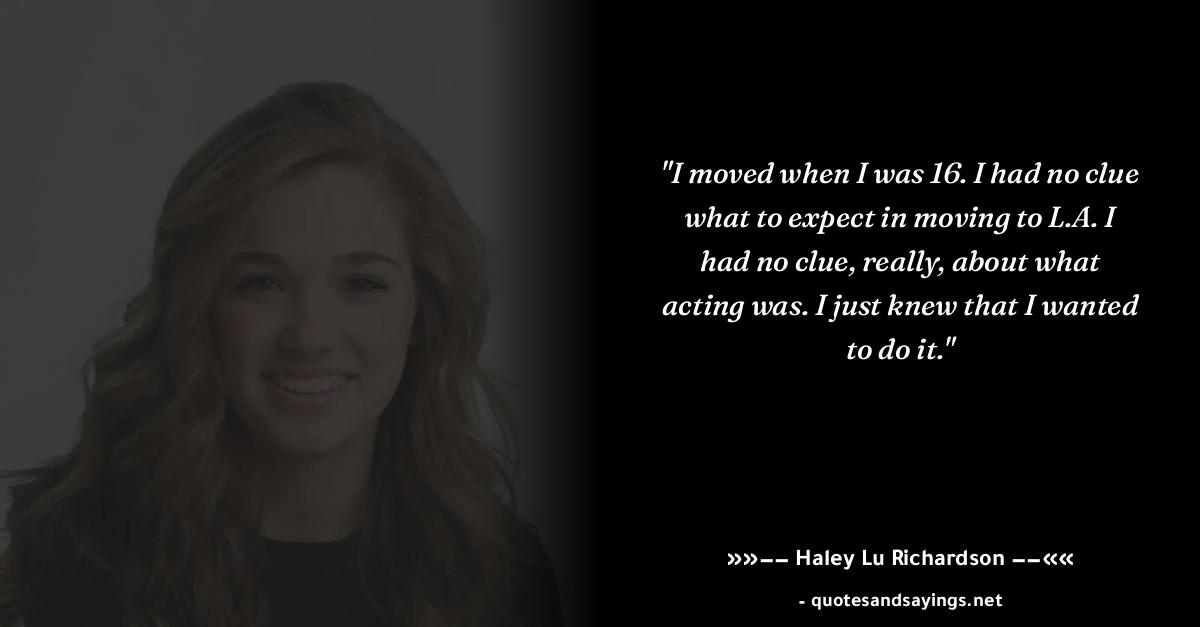 "I moved when I was 16. I had no clue
what to expect in moving to L.A. I
had no clue, really, about what
acting was. I just knew that I wanted
to do it."
»»−− Haley Lu Richardson −−««
- quotesandsayings.net